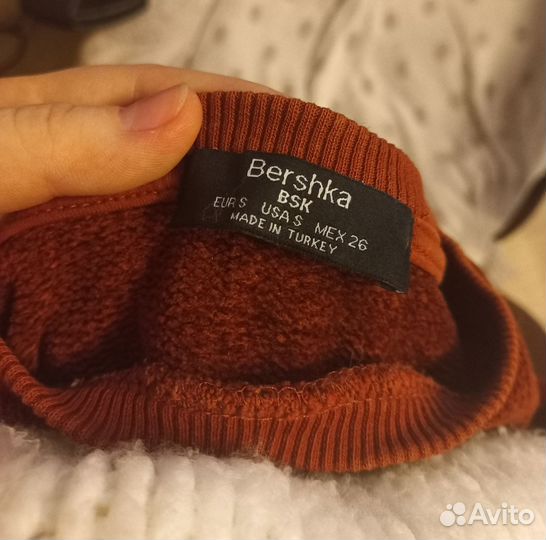 Bershka
BSK
EUR S USA S MEX 26
MADE IN TURKEY
Avito